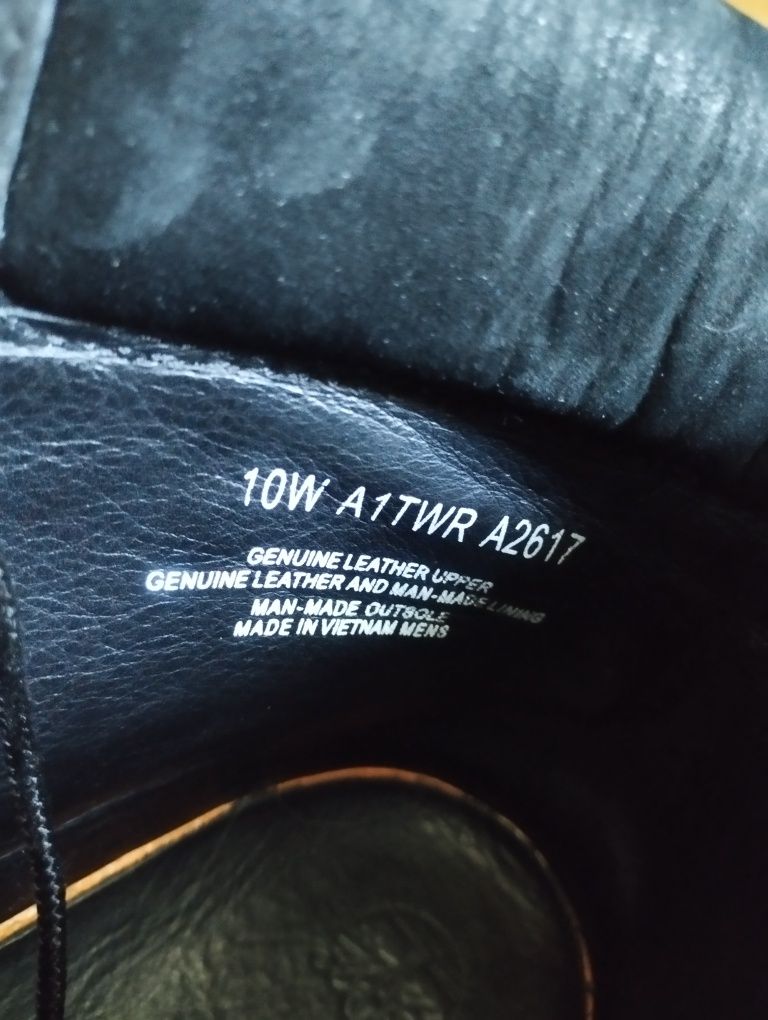 10W A1TWR A2617
GENUINE LEATHER UPPER
GENUINE LEATHER AND MAN-MADE LINING
MAN-MADE OUTSOLE
MADE IN VIETNAM MENS